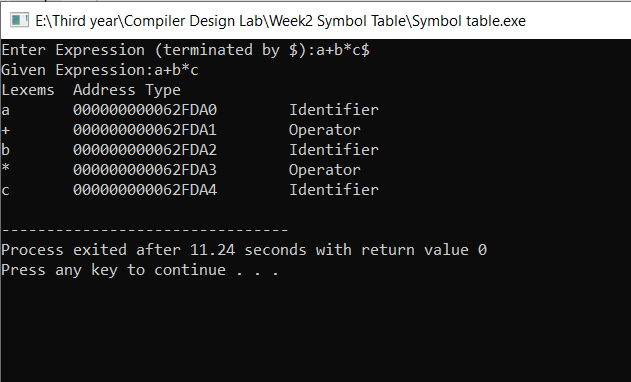 E:\Third year\Compiler Design Lab\Week2 Symbol Table\Symbol table.exe
Enter Expression (terminated by $):a+b*c$
Given Expression:a+b*c
Lexems  Address Type
a       000000000062FDA0        Identifier
+       000000000062FDA1        Operator
b       000000000062FDA2        Identifier
*       000000000062FDA3        Operator
c       000000000062FDA4        Identifier
--------------------------------
Process exited after 11.24 seconds with return value 0
Press any key to continue . . .